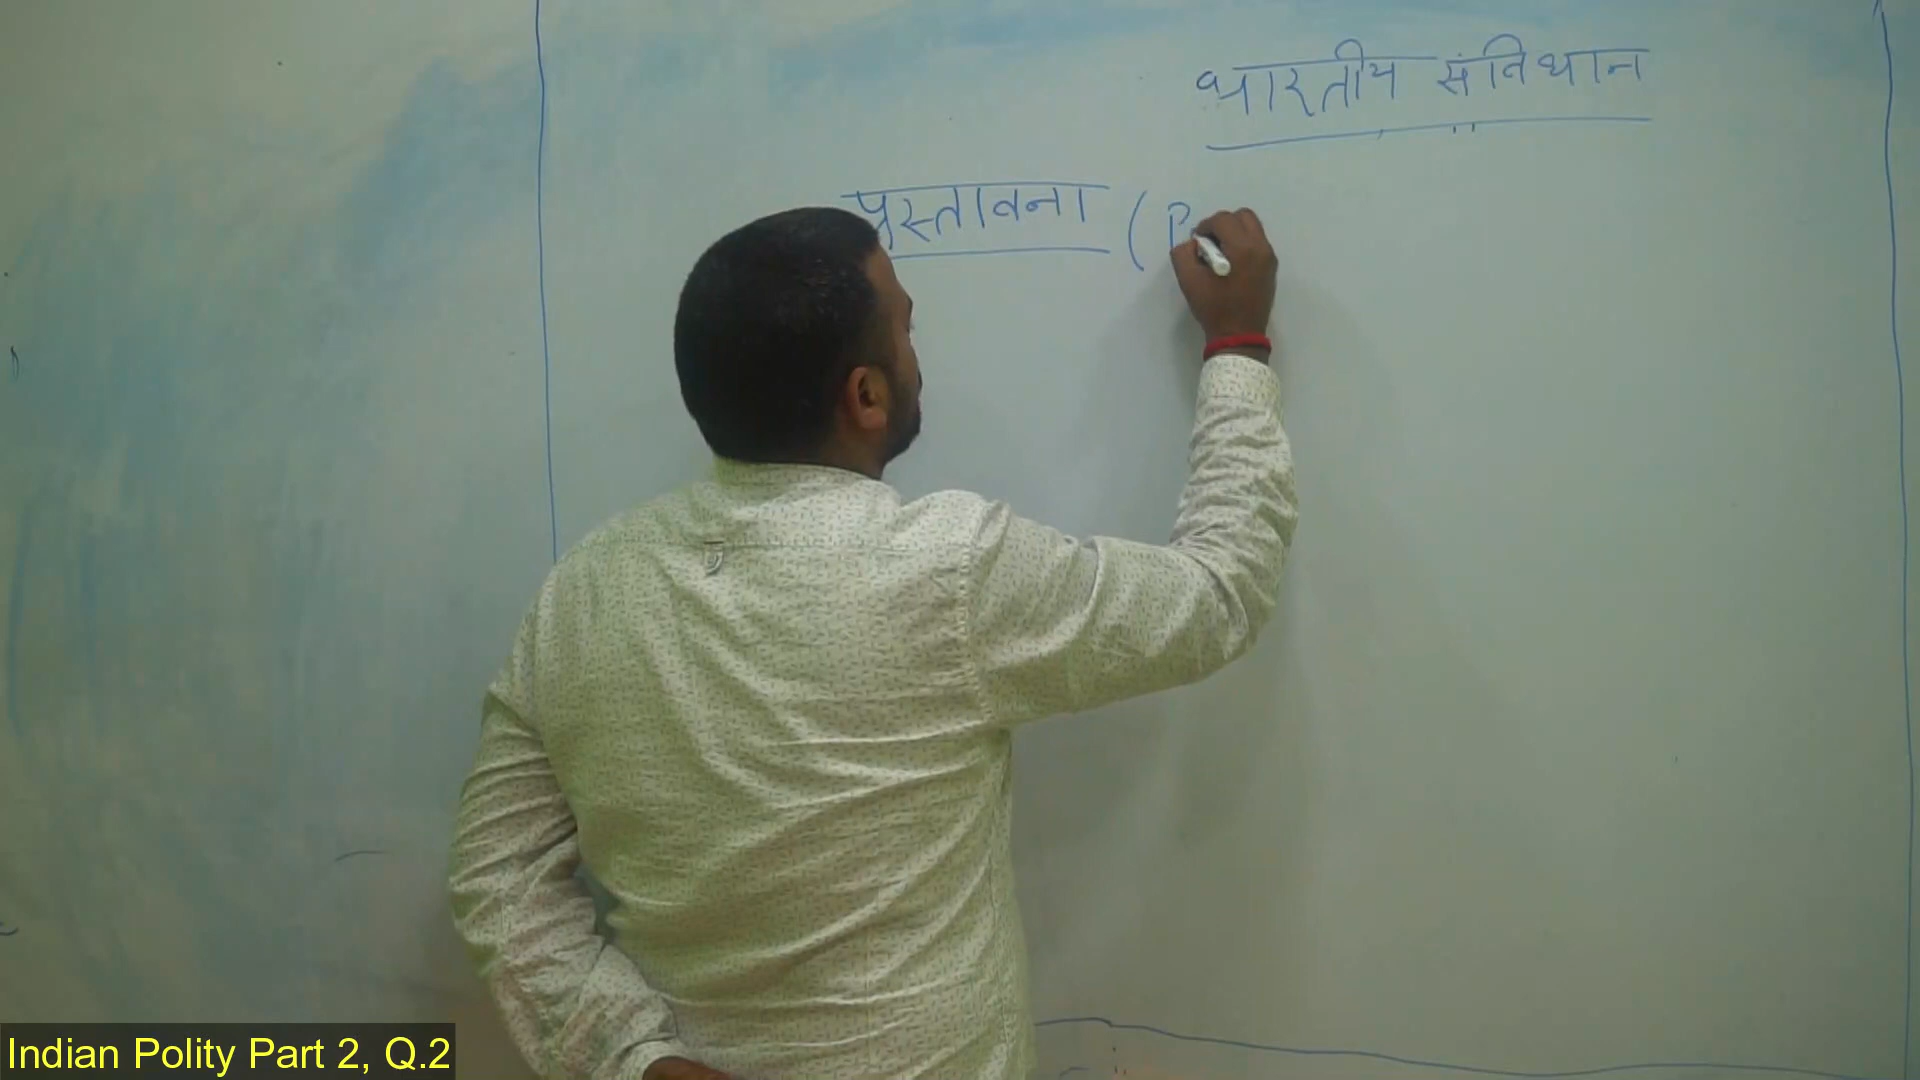 भारतीय संविधान
प्रस्तावना (P
Indian Polity Part 2, Q.2